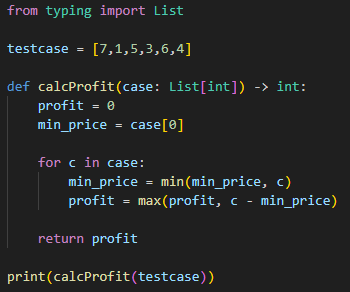 from typing import List
testcase = [7,1,5,3,6,4]
def calcProfit(case: List[int]) -> int:
    profit = 0
    min_price = case[0]
    for c in case:
        min_price = min(min_price, c)
        profit = max(profit, c - min_price)
    return profit
print(calcProfit(testcase))